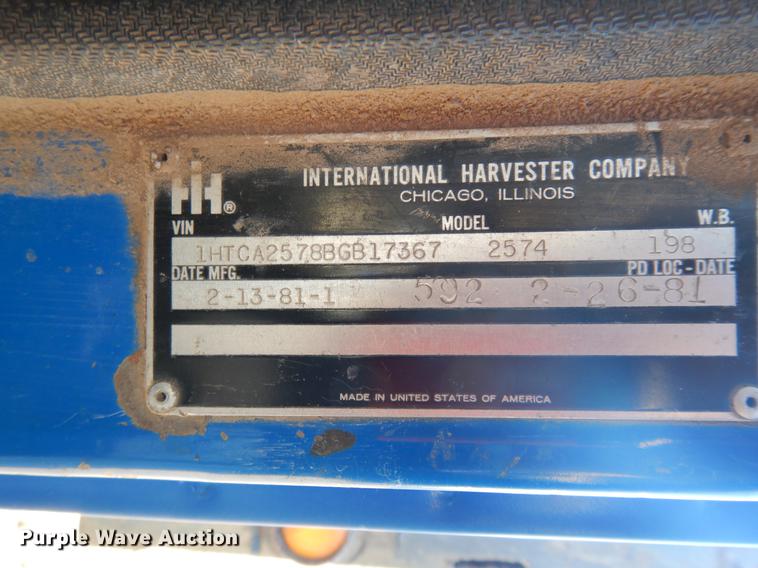 IH®
INTERNATIONAL HARVESTER COMPANY
CHICAGO, ILLINOIS
VIN MODEL W.B.
1HTCA2578BGB17367 2574 198
DATE MFG. PD LOC-DATE
2-13-81-1 592 2-26-81
MADE IN UNITED STATES OF AMERICA
Purple Wave Auction